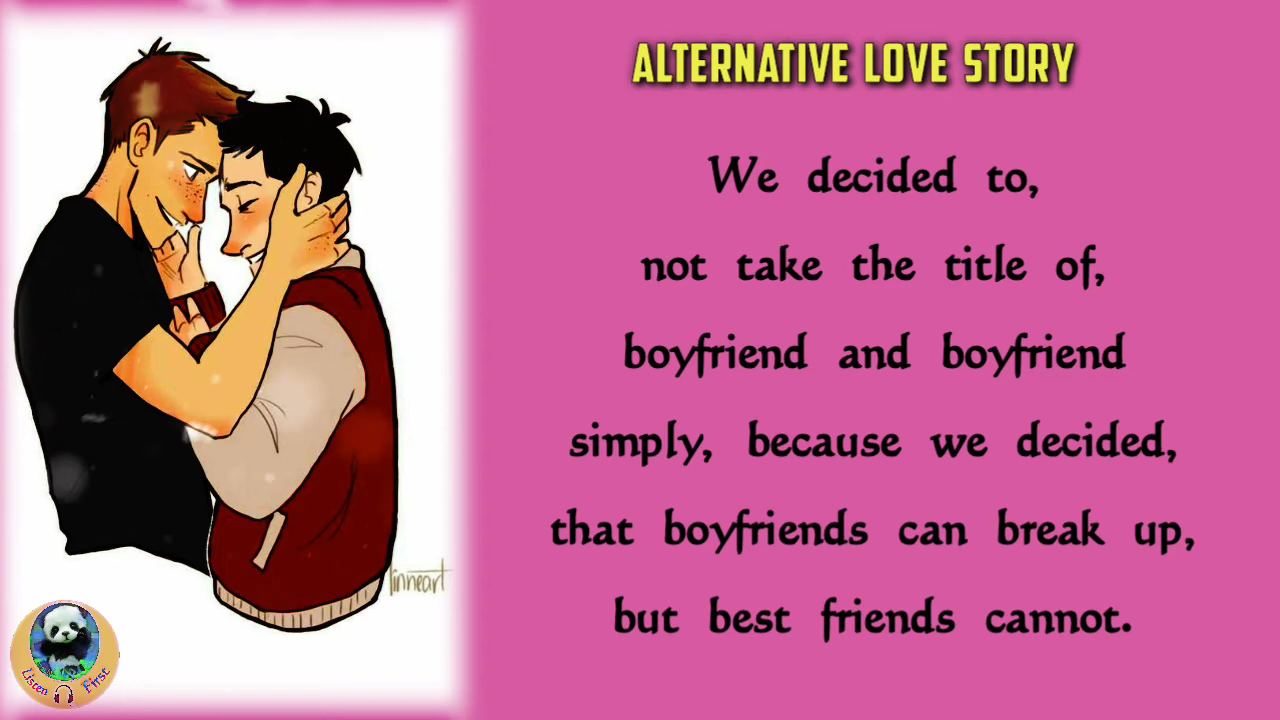 ALTERNATIVE LOVE STORY
We decided to,
not take the title of,
boyfriend and boyfriend
simply, because we decided,
that boyfriends can break up,
but best friends cannot.
linneart
Listen First